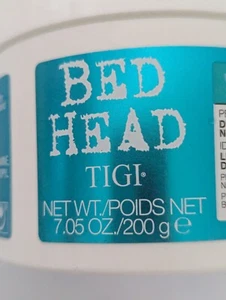 BED
HEAD
TIGI®
NET WT./POIDS NET
7.05 OZ./200 g ℮